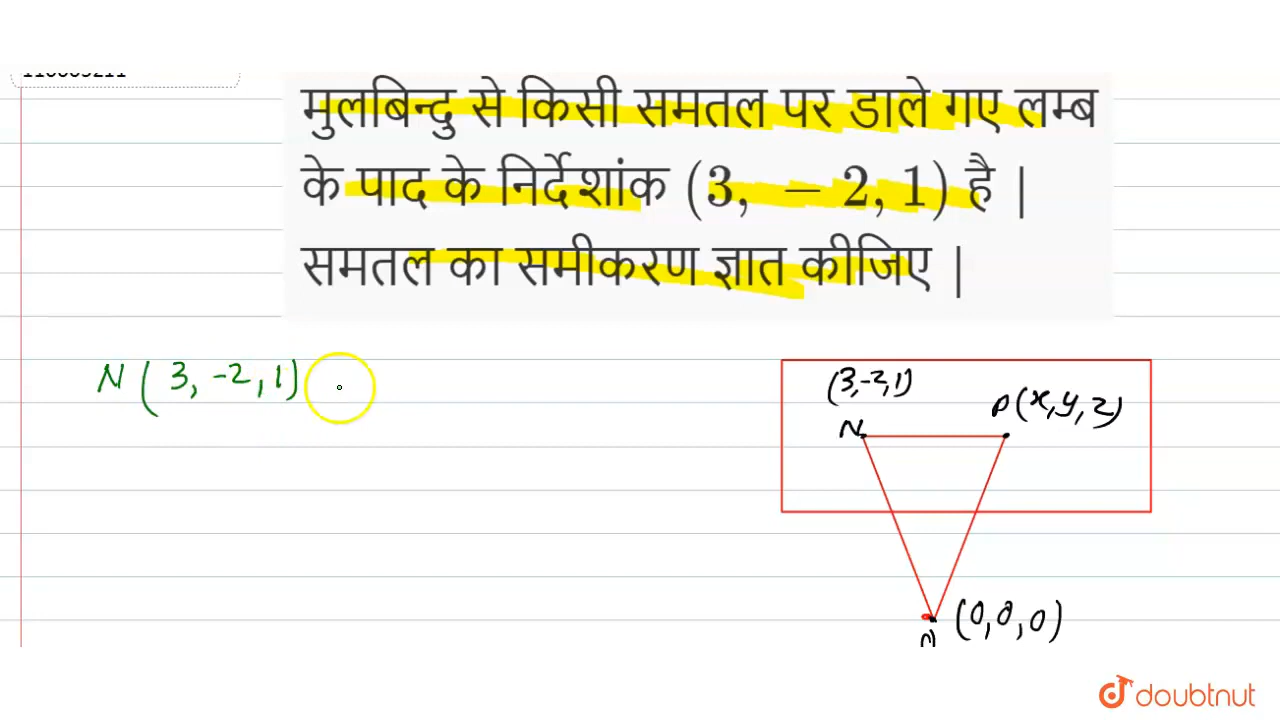 मुलबिन्दु से किसी समतल पर डाले गए लम्ब
के पाद के निर्देशांक (3, − 2, 1) है |
समतल का समीकरण ज्ञात कीजिए |
N ( 3, -2, 1)
(3,-2,1)
P(x, y, z)
N
(0, 0, 0)
doubtnut